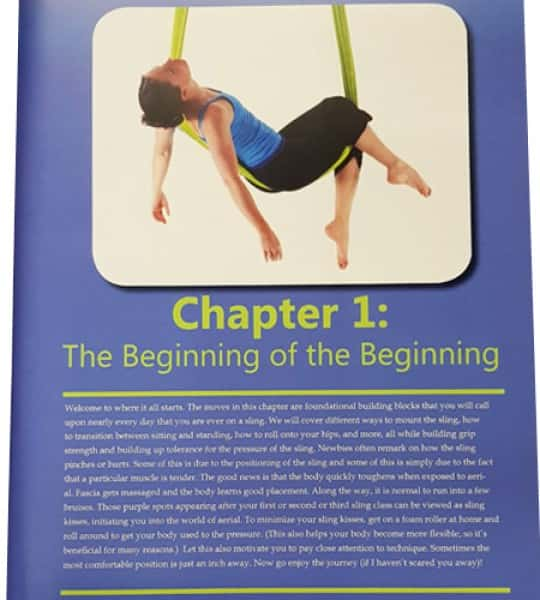 Chapter 1:
The Beginning of the Beginning
Welcome to where it all starts. The moves in this chapter are foundational building blocks that you will call
upon nearly every day that you are ever on a sling. We will cover different ways to mount the sling, how
to transition between sitting and standing, how to roll onto your hips, and more, all while building grip
strength and building up tolerance for the pressure of the sling. Newbies often remark on how the sling
pinches or hurts. Some of this is due to the positioning of the sling and some of this is simply due to the fact
that a particular muscle is tender. The good news is that the body quickly toughens when exposed to aeri-
al. Fascia gets massaged and the body learns good placement. Along the way, it is normal to run into a few
bruises. Those purple spots appearing after your first or second or third sling class can be viewed as sling
kisses, initiating you into the world of aerial. To minimize your sling kisses, get on a foam roller at home and
roll around to get your body used to the pressure. (This also helps your body become more flexible, so it's
beneficial for many reasons.) Let this also motivate you to pay close attention to technique. Sometimes the
most comfortable position is just an inch away. Now go enjoy the journey (if I haven't scared you away)!